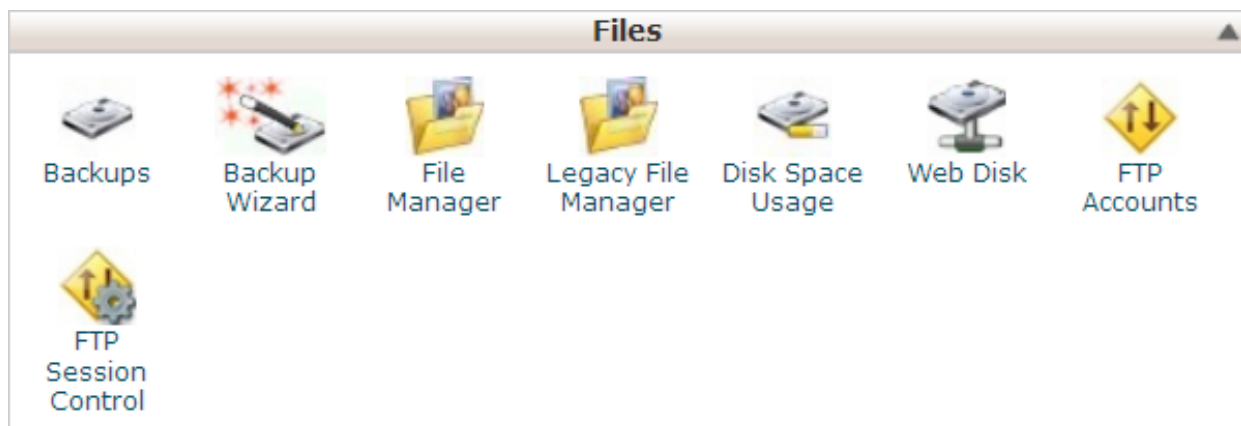 Files
Backups
Backup
Wizard
File
Manager
Legacy File
Manager
Disk Space
Usage
Web Disk
FTP
Accounts
FTP
Session
Control